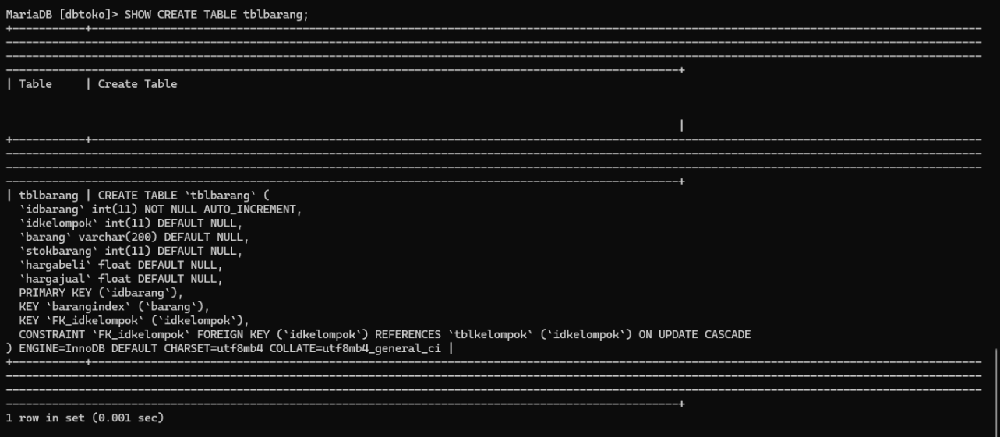 MariaDB [dbtoko]> SHOW CREATE TABLE tblbarang;
| Table | Create Table
|
| tblbarang | CREATE TABLE `tblbarang` (
`idbarang` int(11) NOT NULL AUTO_INCREMENT,
`idkelompok` int(11) DEFAULT NULL,
`barang` varchar(200) DEFAULT NULL,
`stokbarang` int(11) DEFAULT NULL,
`hargabeli` float DEFAULT NULL,
`hargajual` float DEFAULT NULL,
PRIMARY KEY (`idbarang`),
KEY `barangindex` (`barang`),
KEY `FK_idkelompok` (`idkelompok`),
CONSTRAINT `FK_idkelompok` FOREIGN KEY (`idkelompok`) REFERENCES `tblkelompok` (`idkelompok`) ON UPDATE CASCADE
) ENGINE=InnoDB DEFAULT CHARSET=utf8mb4 COLLATE=utf8mb4_general_ci |
1 row in set (0.001 sec)